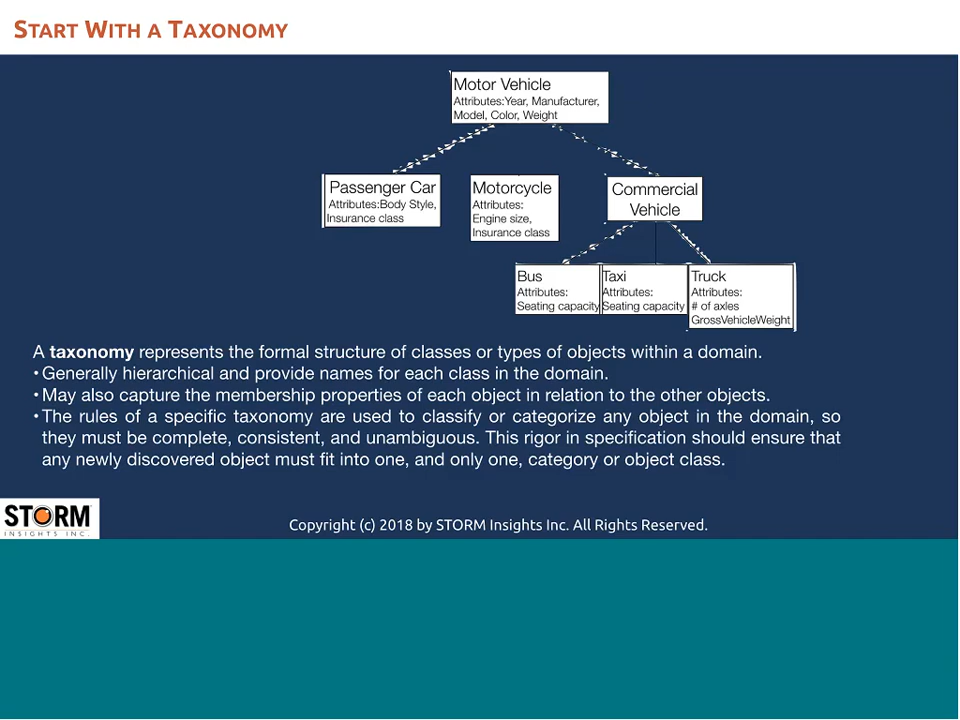 START WITH A TAXONOMY
Motor Vehicle
Attributes:Year, Manufacturer,
Model, Color, Weight
Passenger Car
Attributes:Body Style,
Insurance class
Motorcycle
Attributes:
Engine size,
Insurance class
Commercial
Vehicle
Bus
Attributes:
Seating capacity
Taxi
Attributes:
Seating capacity
Truck
Attributes:
# of axles
GrossVehicleWeight
A taxonomy represents the formal structure of classes or types of objects within a domain.
• Generally hierarchical and provide names for each class in the domain.
• May also capture the membership properties of each object in relation to the other objects.
• The rules of a specific taxonomy are used to classify or categorize any object in the domain, so
they must be complete, consistent, and unambiguous. This rigor in specification should ensure that
any newly discovered object must fit into one, and only one, category or object class.
STORM
INSIGHTS INC.
Copyright (c) 2018 by STORM Insights Inc. All Rights Reserved.